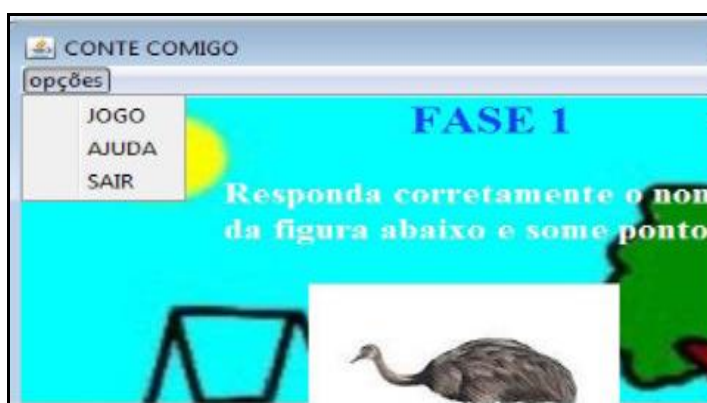 CONTE COMIGO
opções
JOGO
AJUDA
SAIR
FASE 1
Responda corretamente o
da figura abaixo e some